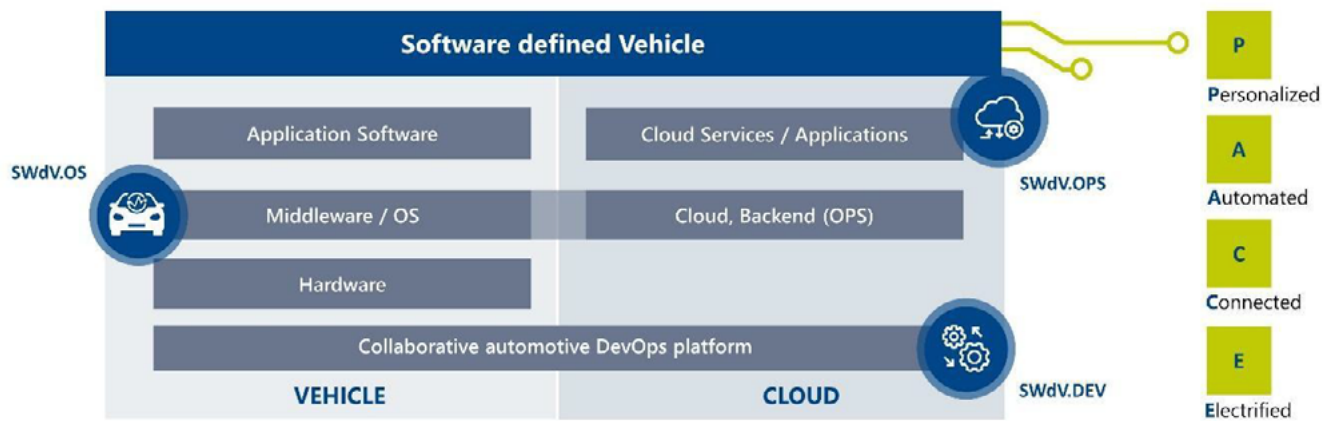 Software defined Vehicle
Application Software
Cloud Services / Applications
SWdV.OS
SWdV.OPS
Middleware / OS
Cloud, Backend (OPS)
Hardware
Collaborative automotive DevOps platform
SWdV.DEV
VEHICLE
CLOUD
P
Personalized
A
Automated
C
Connected
E
Electrified